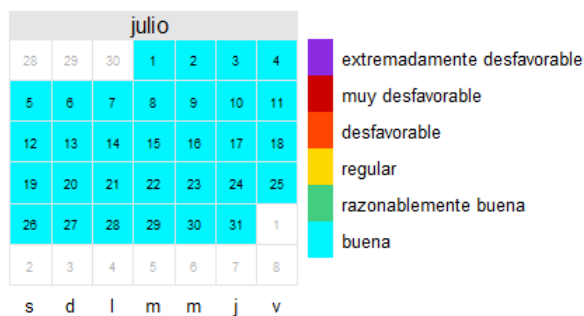 julio
28 29 30 1 2 3 4
5 6 7 8 9 10 11
12 13 14 15 16 17 18
19 20 21 22 23 24 25
26 27 28 29 30 31 1
2 3 4 5 6 7 8
s d l m m j v
extremadamente desfavorable
muy desfavorable
desfavorable
regular
razonablemente buena
buena